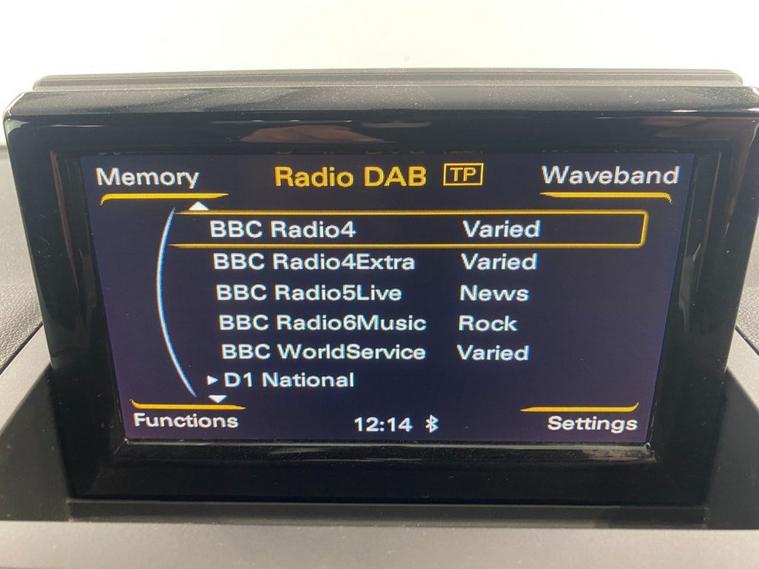 Memory Radio DAB TP Waveband
BBC Radio4 Varied
BBC Radio4Extra Varied
BBC Radio5Live News
BBC Radio6Music Rock
BBC WorldService Varied
D1 National
Functions 12:14 Settings